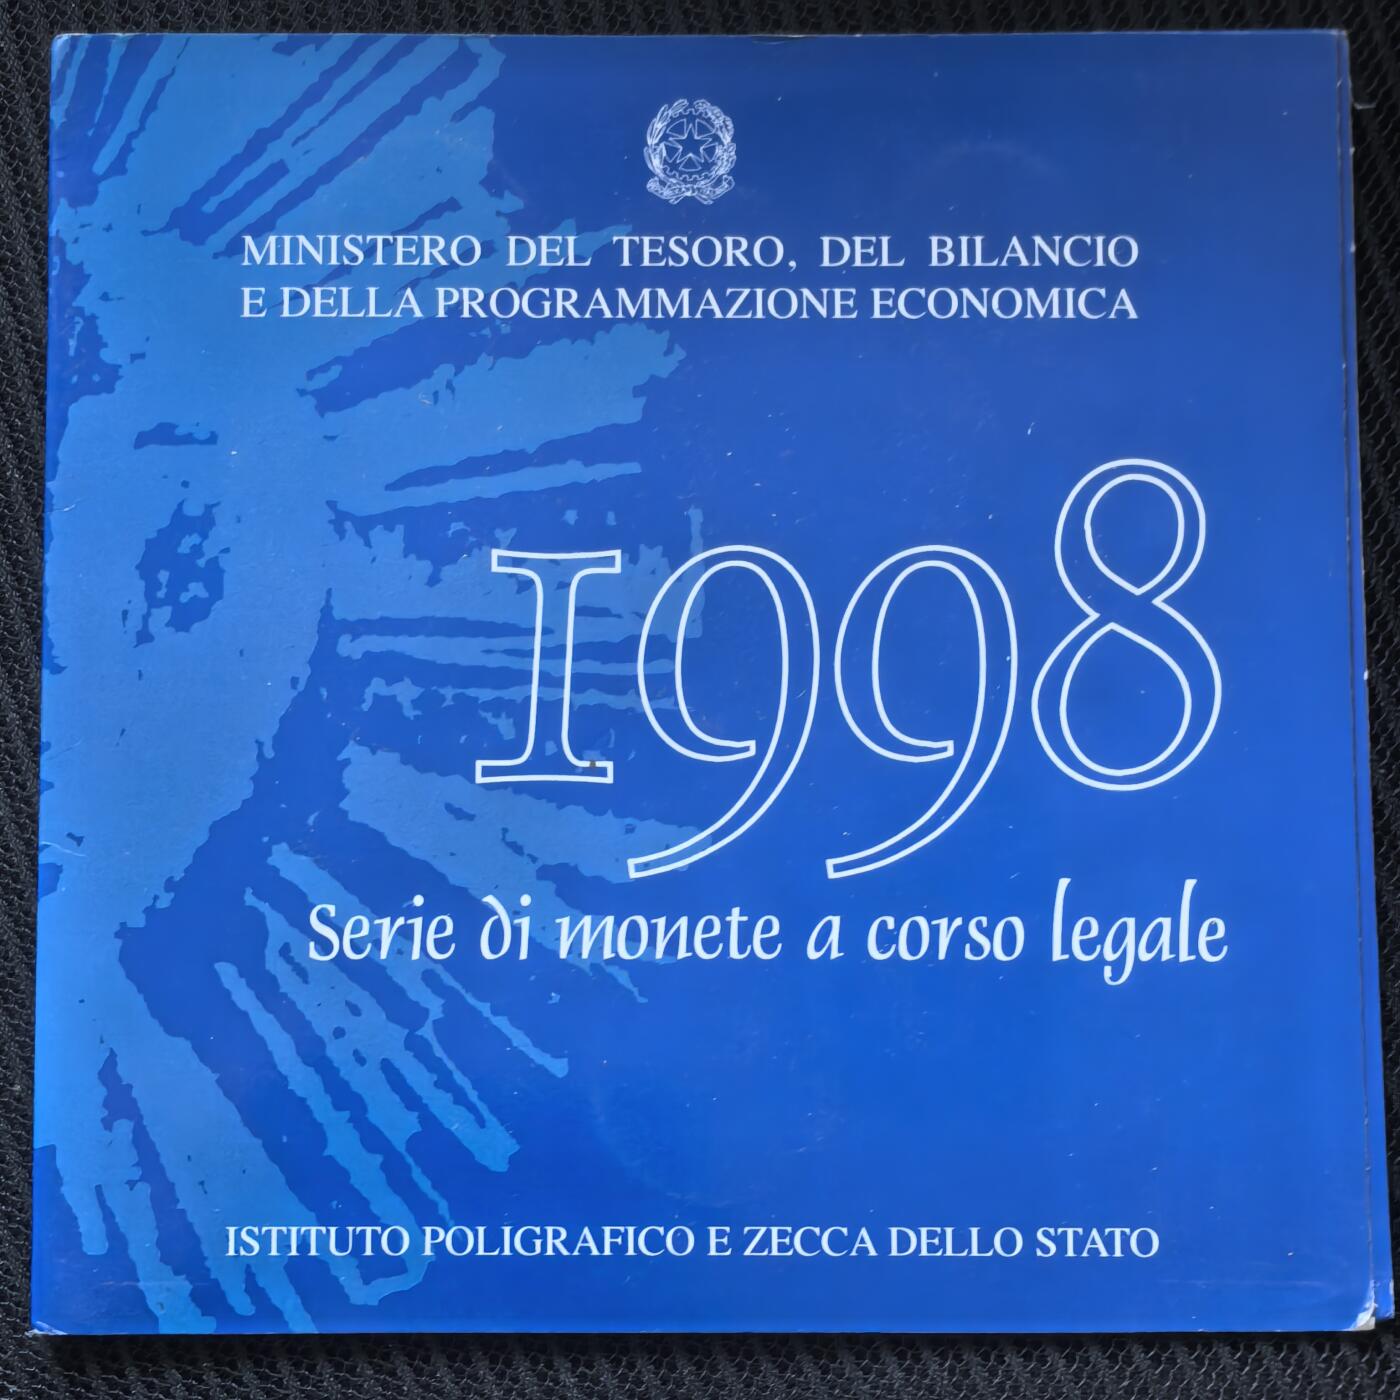 MINISTERO DEL TESORO, DEL BILANCIO
E DELLA PROGRAMMAZIONE ECONOMICA
1998
Serie di monete a corso legale
ISTITUTO POLIGRAFICO E ZECCA DELLO STATO